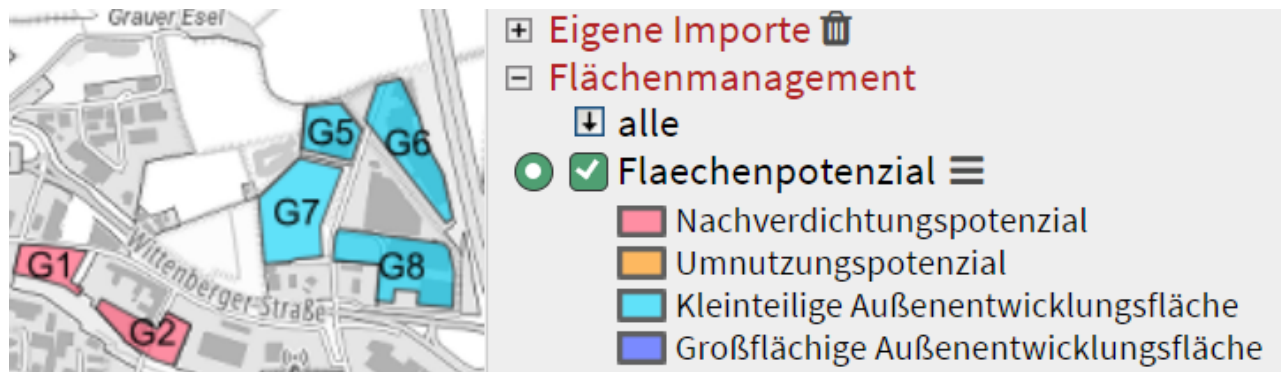 Grauer Esel
G5
G6
G7
G8
G1
G2
Wittenberger-Straße
Eigene Importe
Flächenmanagement
alle
Flaechenpotenzial
Nachverdichtungspotenzial
Umnutzungspotenzial
Kleinteilige Außenentwicklungsfläche
Großflächige Außenentwicklungsfläche